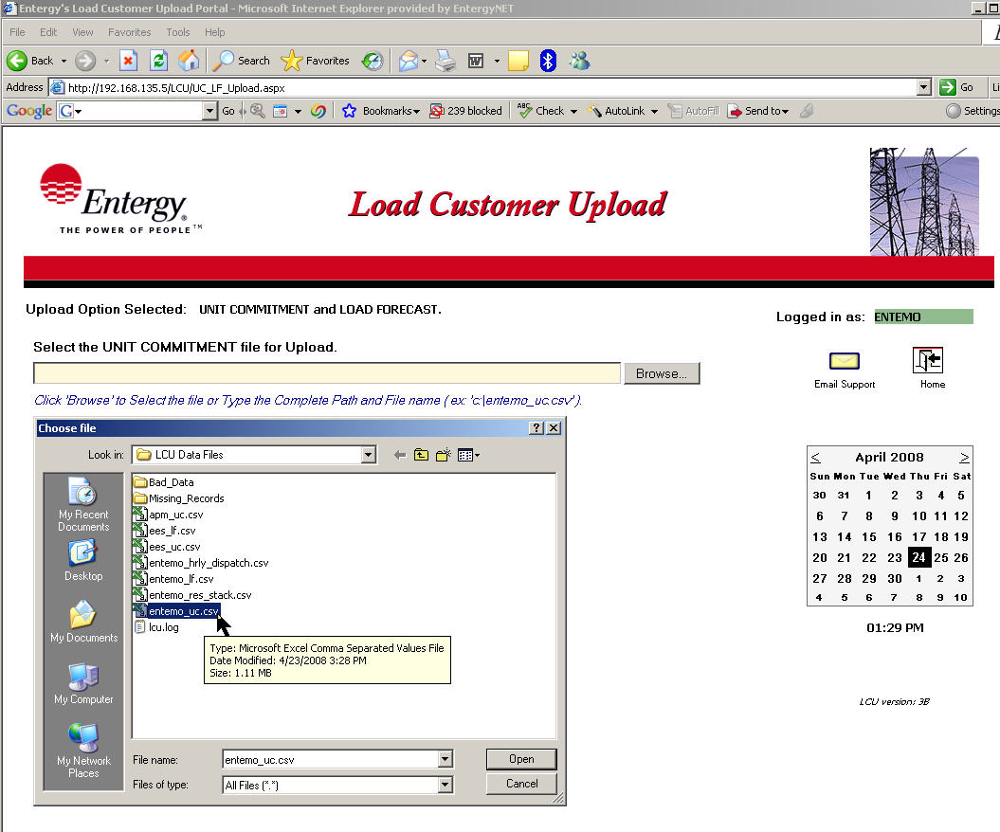 Entergy's Load Customer Upload Portal - Microsoft Internet Explorer provided by EntergyNET
File Edit View Favorites Tools Help
Back Search Favorites
Address http://192.168.135.5/LCU/UC_LF_Upload.aspx Go Li
Google G Go Bookmarks 239 blocked ABC Check AutoLink AutoFill Send to Settings
Entergy®
THE POWER OF PEOPLE™
Load Customer Upload
Upload Option Selected: UNIT COMMITMENT and LOAD FORECAST.
Logged in as: ENTEMO
Select the UNIT COMMITMENT file for Upload.
Browse...
Email Support Home
Click 'Browse' to Select the file or Type the Complete Path and File name ( ex: 'c:\entemo_uc.csv' ).
Choose file ?
Look in: LCU Data Files
My Recent Documents
Desktop
My Documents
My Computer
My Network Places
Bad_Data
Missing_Records
apm_uc.csv
ees_lf.csv
ees_uc.csv
entemo_hrly_dispatch.csv
entemo_lf.csv
entemo_res_stack.csv
entemo_uc.csv
lcu.log
Type: Microsoft Excel Comma Separated Values File
Date Modified: 4/23/2008 3:28 PM
Size: 1.11 MB
File name: entemo_uc.csv Open
Files of type: All Files (*.*) Cancel
< April 2008 >
Sun Mon Tue Wed Thu Fri Sat
30 31 1 2 3 4 5
6 7 8 9 10 11 12
13 14 15 16 17 18 19
20 21 22 23 24 25 26
27 28 29 30 1 2 3
4 5 6 7 8 9 10
01:29 PM
LCU version: 3B